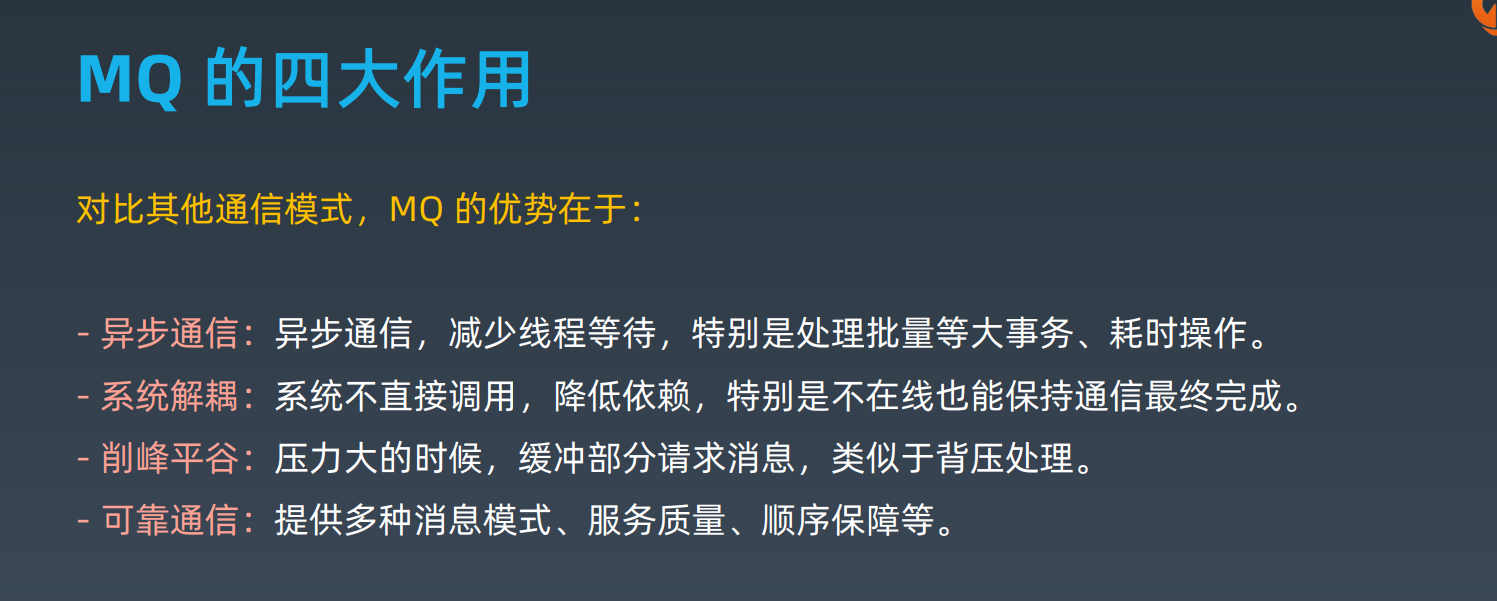 MQ 的四大作用
对比其他通信模式，MQ 的优势在于：
- 异步通信：异步通信，减少线程等待，特别是处理批量等大事务、耗时操作。
- 系统解耦：系统不直接调用，降低依赖，特别是不在线也能保持通信最终完成。
- 削峰平谷：压力大的时候，缓冲部分请求消息，类似于背压处理。
- 可靠通信：提供多种消息模式、服务质量、顺序保障等。